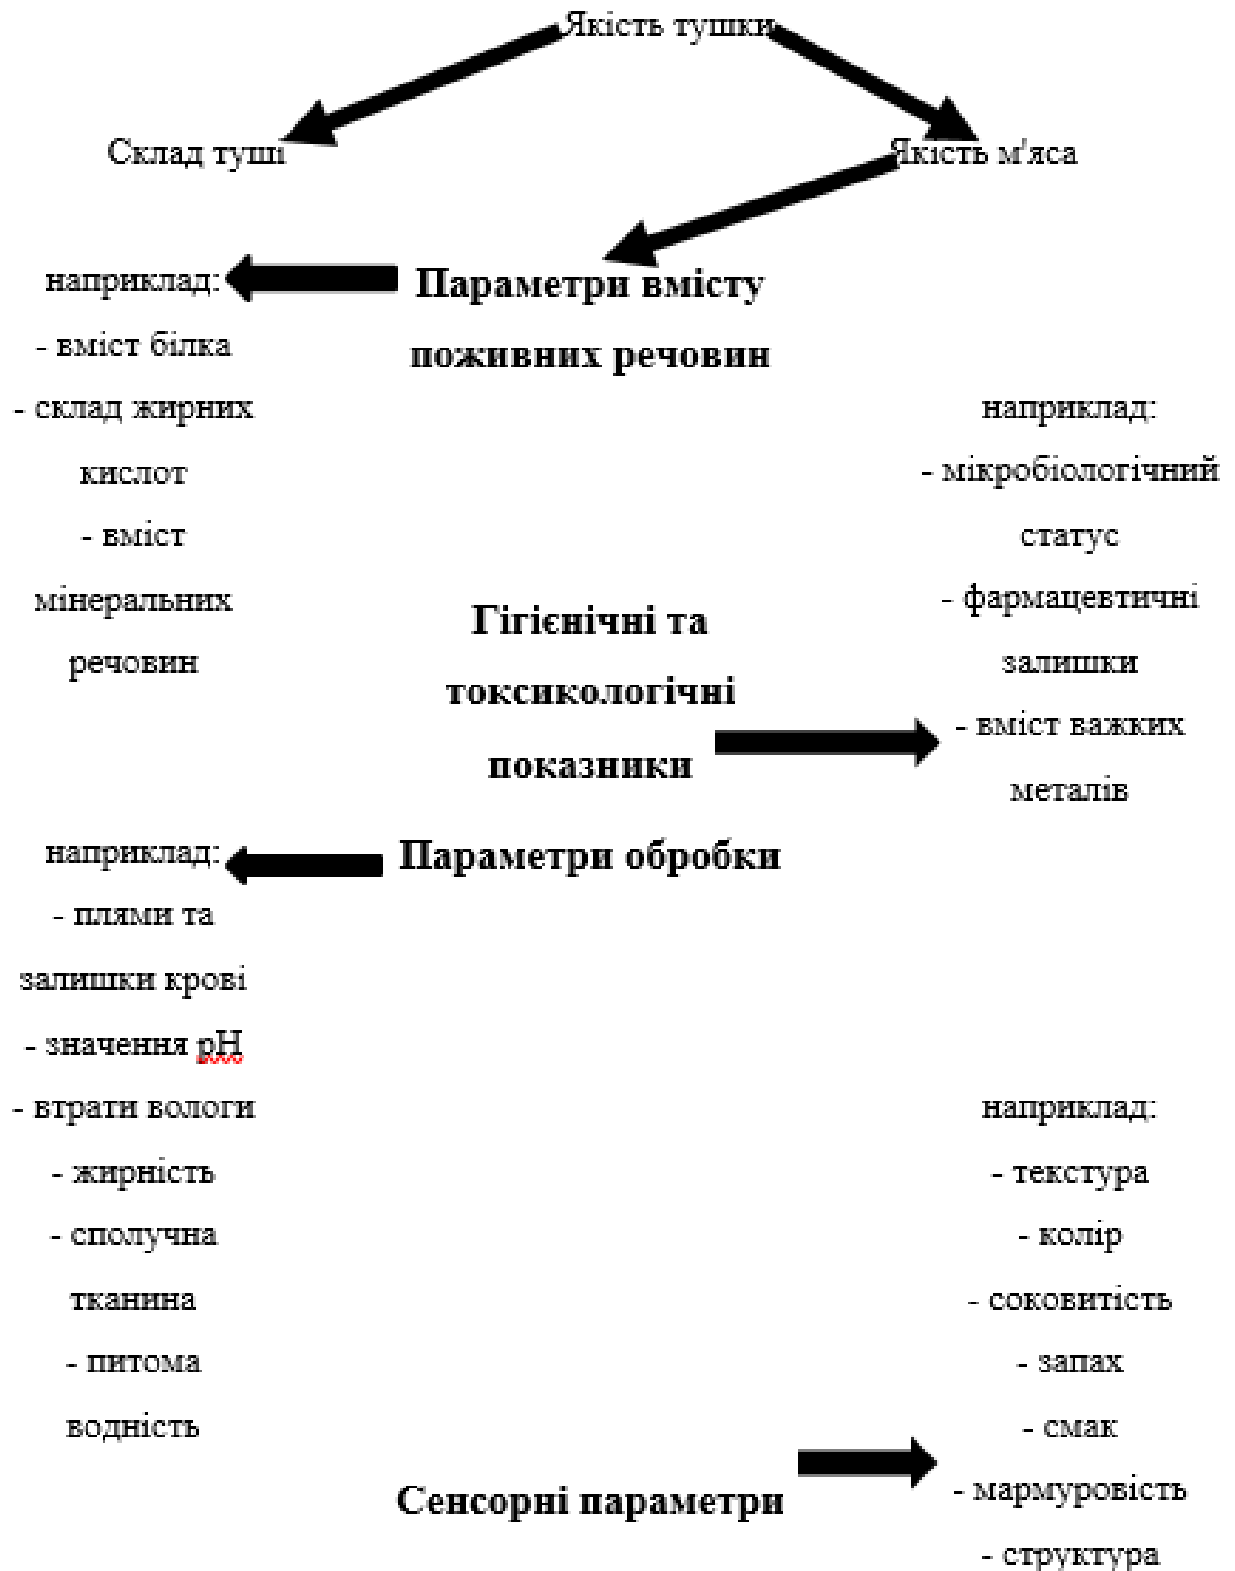 Якість тушки
Склад туші
Якість м'яса
наприклад:
- вміст білка
- склад жирних
кислот
- вміст
мінеральних
речовин
Параметри вмісту
поживних речовин
Гігієнічні та
токсикологічні
показники
наприклад:
- мікробіологічний
статус
- фармацевтичні
залишки
- вміст важких
металів
наприклад:
- плями та
залишки крові
- значення pH
- втрати вологи
- жирність
- сполучна
тканина
- питома
водність
Параметри обробки
Сенсорні параметри
наприклад:
- текстура
- колір
- соковитість
- запах
- смак
- мармуровість
- структура